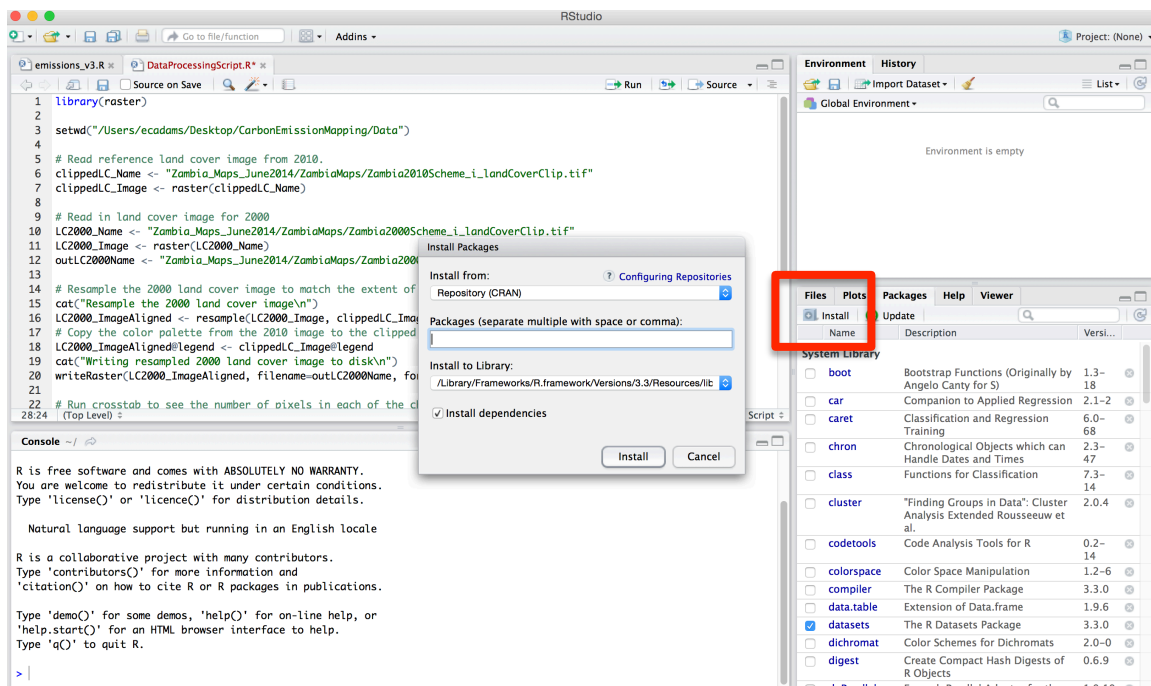 RStudio
Go to file/function
Addins
Project: (None)
emissions_v3.R
DataProcessingScript.R*
Source on Save
Run
Source
1 library(raster)
2
3 setwd("/Users/ecadams/Desktop/CarbonEmissionMapping/Data")
4
5 # Read reference land cover image from 2010.
6 clippedLC_Name <- "Zambia_Maps_June2014/ZambiaMaps/Zambia2010Scheme_i_landCoverClip.tif"
7 clippedLC_Image <- raster(clippedLC_Name)
8
9 # Read in land cover image for 2000
10 LC2000_Name <- "Zambia_Maps_June2014/ZambiaMaps/Zambia2000Scheme_i_landCoverClip.tif"
11 LC2000_Image <- raster(LC2000_Name)
12 outLC2000Name <- "Zambia_Maps_June2014/ZambiaMaps/Zambia200
13
14 # Resample the 2000 land cover image to match the extent of
15 cat("Resample the 2000 land cover image\n")
16 LC2000_ImageAligned <- resample(LC2000_Image, clippedLC_Imag
17 # Copy the color palette from the 2010 image to the clipped
18 LC2000_ImageAligned@legend <- clippedLC_Image@legend
19 cat("Writing resampled 2000 land cover image to disk\n")
20 writeRaster(LC2000_ImageAligned, filename=outLC2000Name, fo
21
22 # Run crosstab to see the number of pixels in each of the cl
28:24 (Top Level) Script
Console ~/
R is free software and comes with ABSOLUTELY NO WARRANTY.
You are welcome to redistribute it under certain conditions.
Type 'license()' or 'licence()' for distribution details.
Natural language support but running in an English locale
R is a collaborative project with many contributors.
Type 'contributors()' for more information and
'citation()' on how to cite R or R packages in publications.
Type 'demo()' for some demos, 'help()' for on-line help, or
'help.start()' for an HTML browser interface to help.
Type 'q()' to quit R.
>
Install Packages
Install from:
? Configuring Repositories
Repository (CRAN)
Packages (separate multiple with space or comma):
Install to Library:
/Library/Frameworks/R.framework/Versions/3.3/Resources/lib
Install dependencies
Install Cancel
Environment History
Import Dataset List
Global Environment
Environment is empty
Files Plots Packages Help Viewer
Install Update
Name Description Versi...
System Library
boot Bootstrap Functions (Originally by 1.3-
Angelo Canty for S) 18
car Companion to Applied Regression 2.1-2
caret Classification and Regression 6.0-
Training 68
chron Chronological Objects which can 2.3-
Handle Dates and Times 47
class Functions for Classification 7.3-
14
cluster "Finding Groups in Data": Cluster 2.0.4
Analysis Extended Rousseeuw et
al.
codetools Code Analysis Tools for R 0.2-
14
colorspace Color Space Manipulation 1.2-6
compiler The R Compiler Package 3.3.0
data.table Extension of Data.frame 1.9.6
datasets The R Datasets Package 3.3.0
dichromat Color Schemes for Dichromats 2.0-0
digest Create Compact Hash Digests of 0.6.9
R Objects